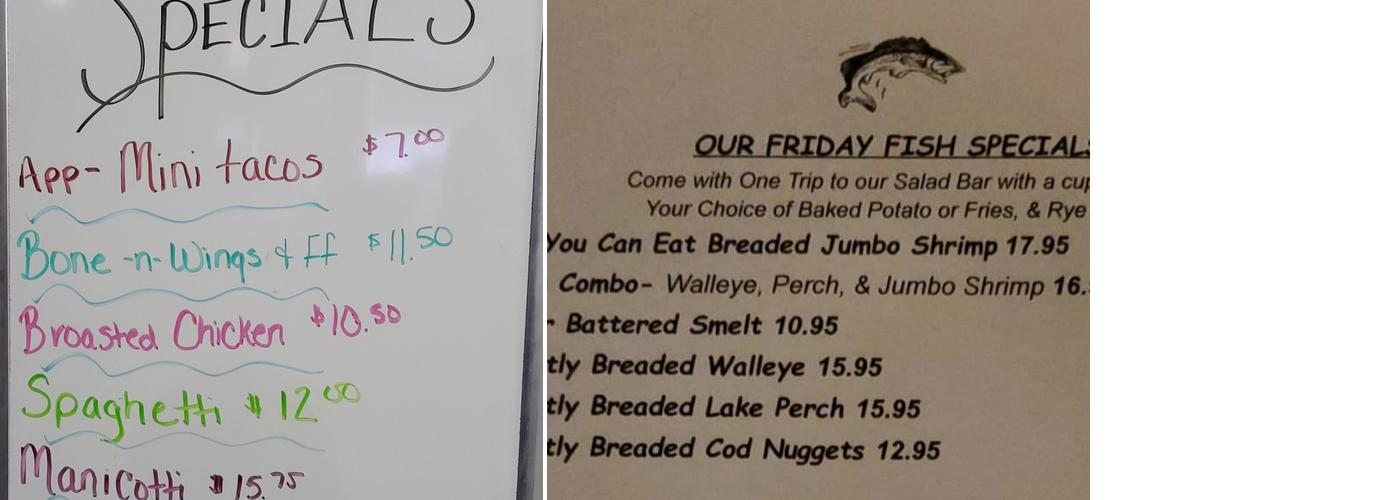 SPECIALS
App- Mini tacos $7.00
Bone-n-Wings & FF $11.50
Broasted Chicken $10.50
Spaghetti $12.00
Manicotti $15.75
OUR FRIDAY FISH SPECIALS
Come with One Trip to our Salad Bar with a cup
Your Choice of Baked Potato or Fries, & Rye
You Can Eat Breaded Jumbo Shrimp 17.95
Combo- Walleye, Perch, & Jumbo Shrimp 16.
- Battered Smelt 10.95
tly Breaded Walleye 15.95
tly Breaded Lake Perch 15.95
tly Breaded Cod Nuggets 12.95